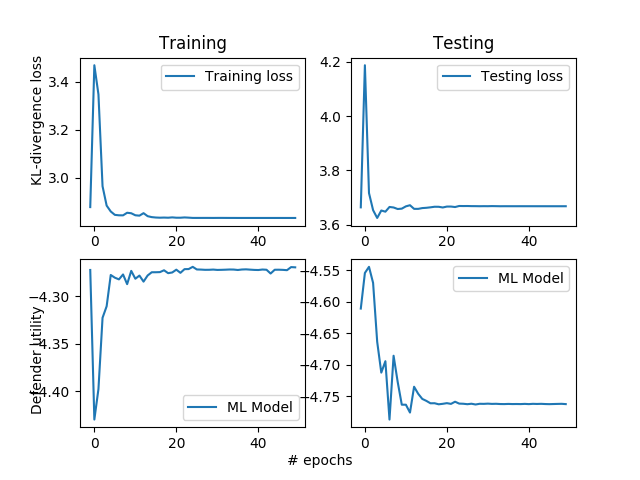 Training
Testing
KL-divergence loss
3.4
3.2
3.0
0 20 40
Training loss
4.2
4.0
3.8
3.6
0 20 40
Testing loss
Defender utility
−4.30
−4.35
−4.40
0 20 40
ML Model
−4.55
−4.60
−4.65
−4.70
−4.75
0 20 40
ML Model
# epochs